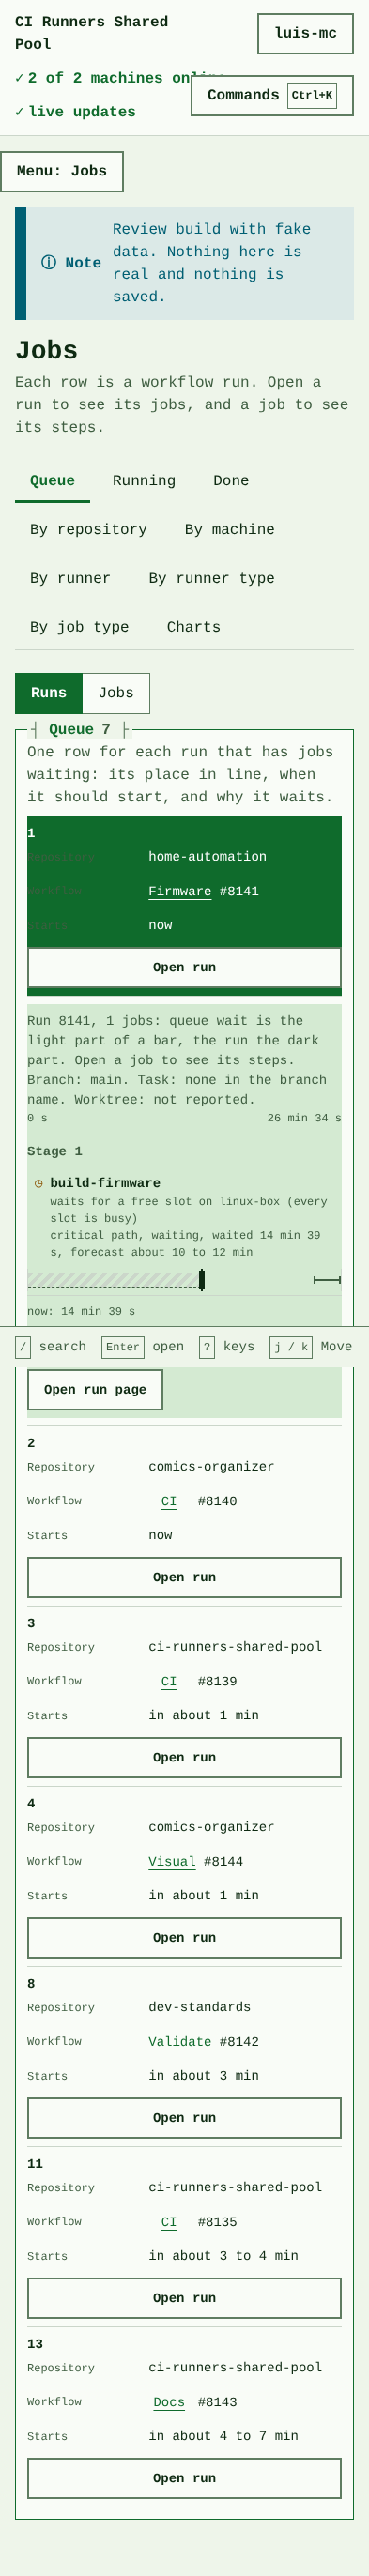 CI Runners Shared
Pool
luis-mc
✓ 2 of 2 machines online
Commands Ctrl+K
✓ live updates
Menu: Jobs
ⓘ Note
Review build with fake
data. Nothing here is
real and nothing is
saved.
Jobs
Each row is a workflow run. Open a
run to see its jobs, and a job to see
its steps.
Queue Running Done
By repository By machine
By runner By runner type
By job type Charts
Runs Jobs
Queue 7
One row for each run that has jobs
waiting: its place in line, when
it should start, and why it waits.
1
Repository home-automation
Workflow Firmware #8141
Starts now
Open run
Run 8141, 1 jobs: queue wait is the
light part of a bar, the run the dark
part. Open a job to see its steps.
Branch: main. Task: none in the branch
name. Worktree: not reported.
0 s 26 min 34 s
Stage 1
◷ build-firmware
waits for a free slot on linux-box (every
slot is busy)
critical path, waiting, waited 14 min 39
s, forecast about 10 to 12 min
now: 14 min 39 s
/ search Enter open ? keys j / k Move
Open run page
2
Repository comics-organizer
Workflow CI #8140
Starts now
Open run
3
Repository ci-runners-shared-pool
Workflow CI #8139
Starts in about 1 min
Open run
4
Repository comics-organizer
Workflow Visual #8144
Starts in about 1 min
Open run
8
Repository dev-standards
Workflow Validate #8142
Starts in about 3 min
Open run
11
Repository ci-runners-shared-pool
Workflow CI #8135
Starts in about 3 to 4 min
Open run
13
Repository ci-runners-shared-pool
Workflow Docs #8143
Starts in about 4 to 7 min
Open run